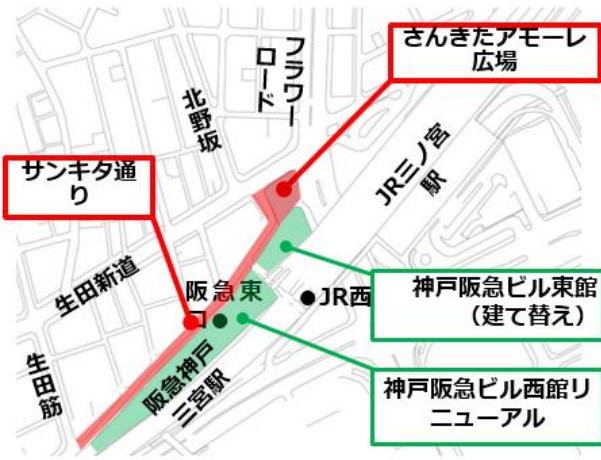 さんきたアモーレ
広場
フラワー
ロード
北野坂
JR三ノ宮
駅
サンキタ通
り
生田新道
阪急東
口
JR西
神戸阪急ビル東館
（建て替え）
生田筋
阪急神戸
三宮駅
神戸阪急ビル西館リ
ニューアル